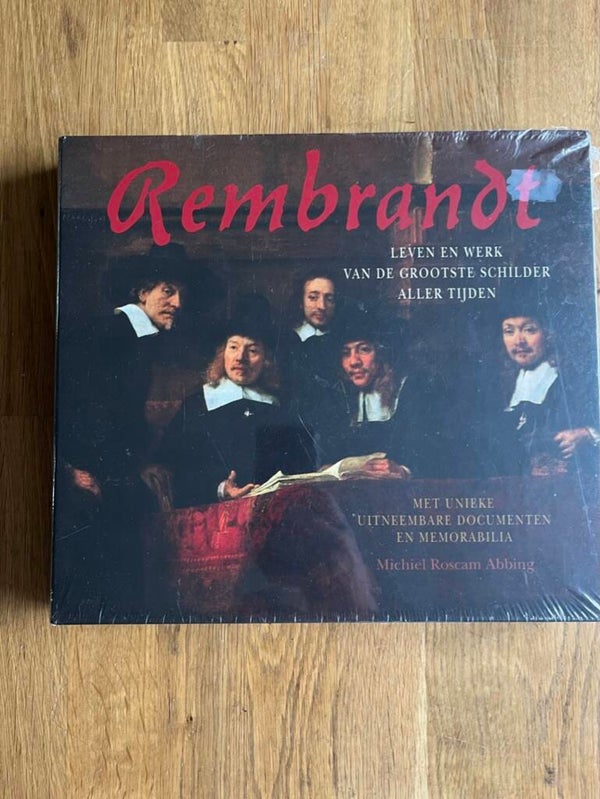 Rembrandt
LEVEN EN WERK
VAN DE GROOTSTE SCHILDER
ALLER TIJDEN
MET UNIEKE
UITNEEMBARE DOCUMENTEN
EN MEMORABILIA
Michiel Roscam Abbing